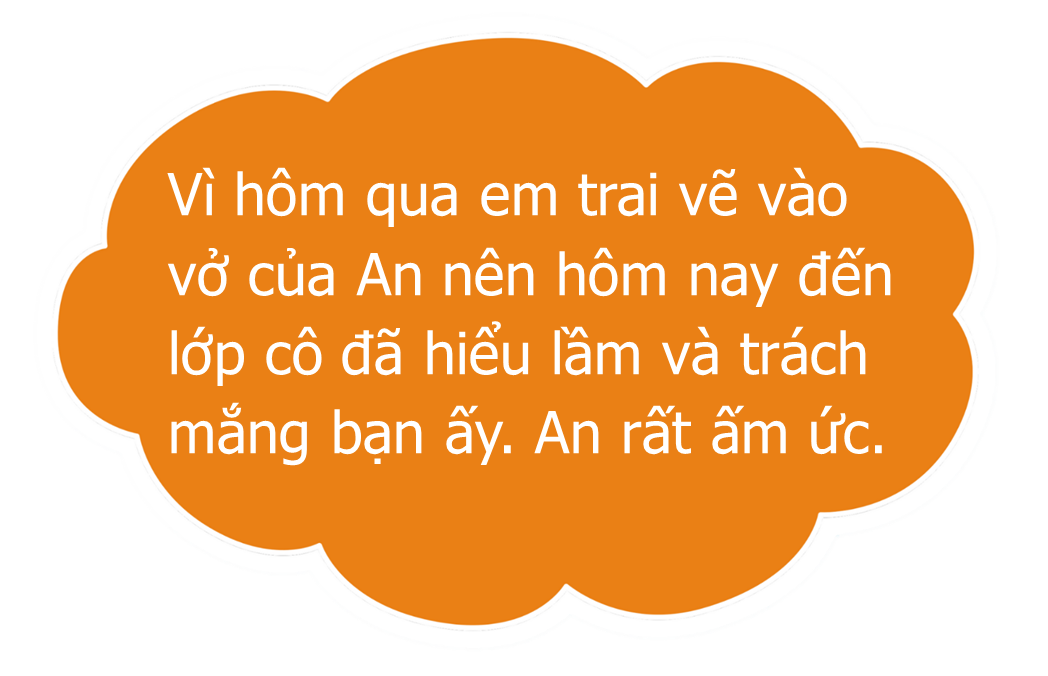 Vì hôm qua em trai vẽ vào
vở của An nên hôm nay đến
lớp cô đã hiểu lầm và trách
mắng bạn ấy. An rất ấm ức.